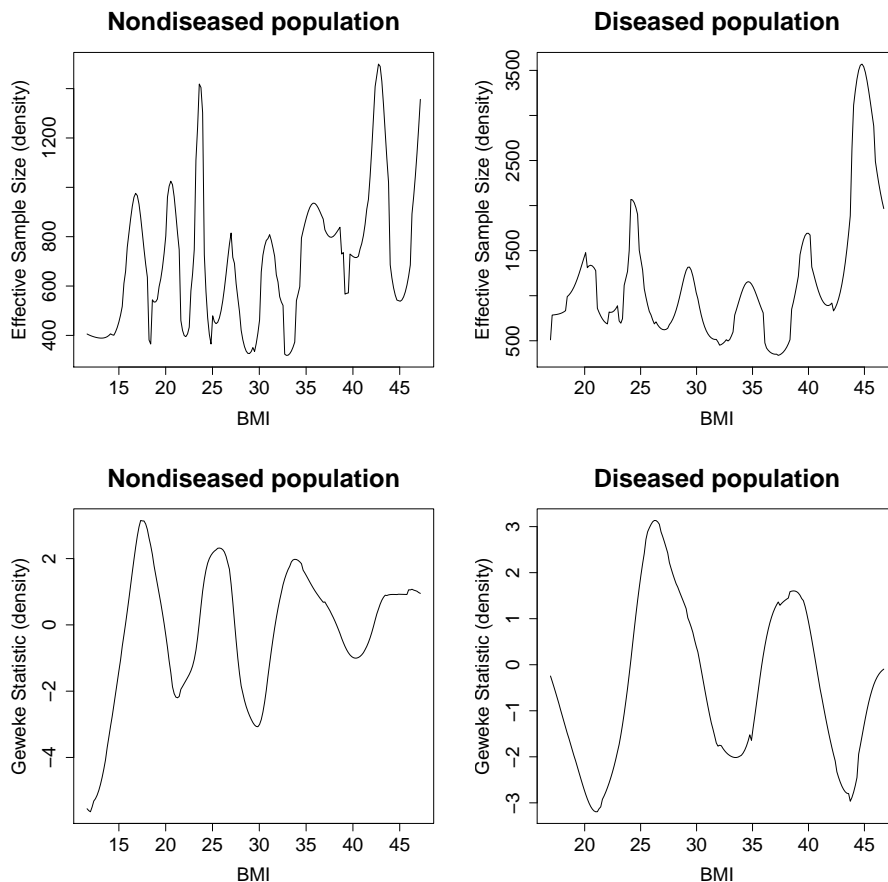 Nondiseased population
Effective Sample Size (density)
400
600
800
1200
15 20 25 30 35 40 45
BMI
Diseased population
Effective Sample Size (density)
500
1500
2500
3500
20 25 30 35 40 45
BMI
Nondiseased population
Geweke Statistic (density)
-4
-2
0
2
15 20 25 30 35 40 45
BMI
Diseased population
Geweke Statistic (density)
-3
-2
-1
0
1
2
3
20 25 30 35 40 45
BMI